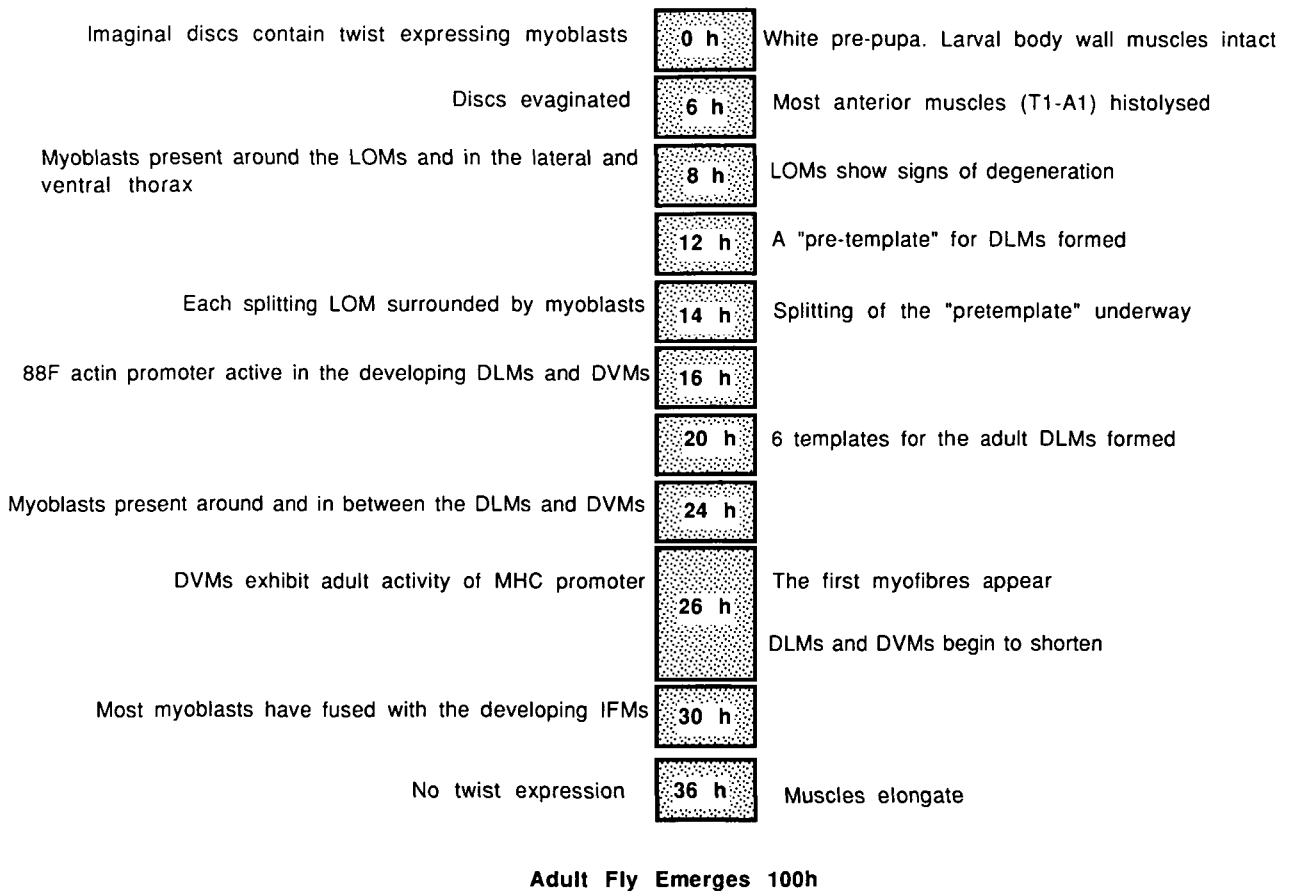 Imaginal discs contain twist expressing myoblasts 0 h White pre-pupa. Larval body wall muscles intact
Discs evaginated 6 h Most anterior muscles (T1-A1) histolysed
Myoblasts present around the LOMs and in the lateral and
ventral thorax
8 h LOMs show signs of degeneration
12 h A "pre-template" for DLMs formed
Each splitting LOM surrounded by myoblasts 14 h Splitting of the "pretemplate" underway
88F actin promoter active in the developing DLMs and DVMs 16 h
20 h 6 templates for the adult DLMs formed
Myoblasts present around and in between the DLMs and DVMs 24 h
DVMs exhibit adult activity of MHC promoter 26 h The first myofibres appear
DLMs and DVMs begin to shorten
Most myoblasts have fused with the developing IFMs 30 h
No twist expression 36 h Muscles elongate
Adult Fly Emerges 100h